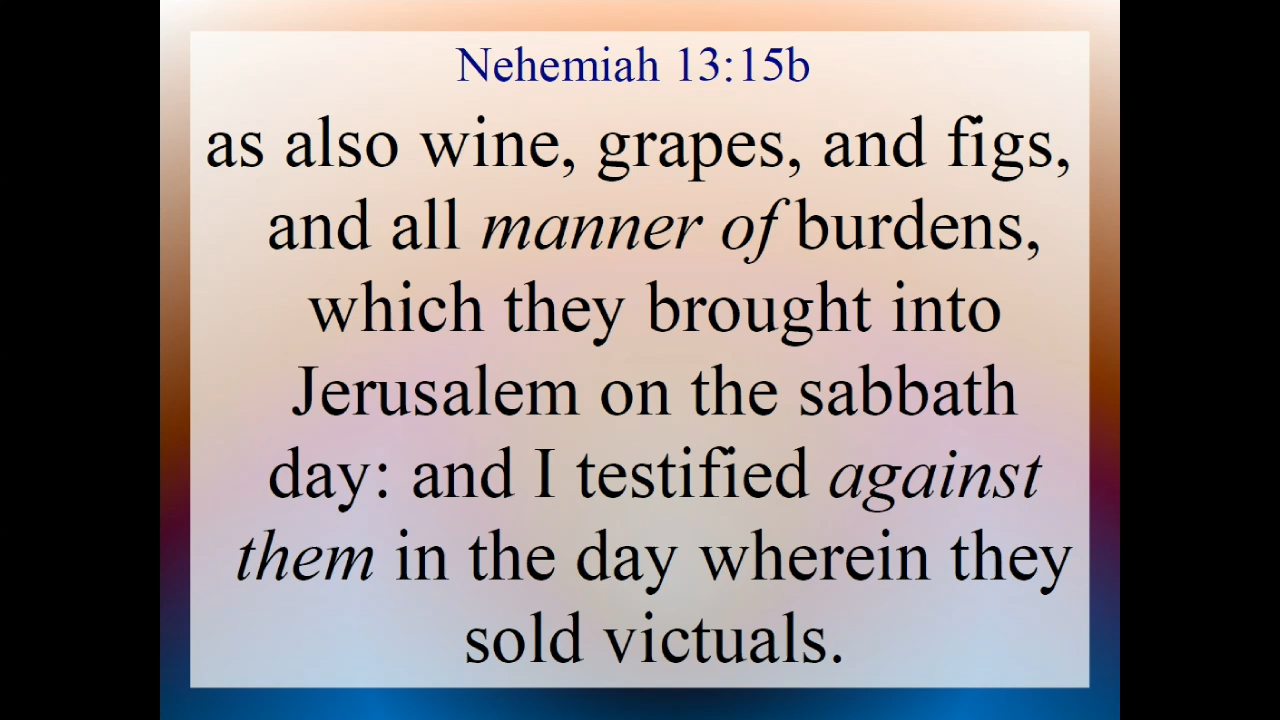 Nehemiah 13:15b
as also wine, grapes, and figs,
and all manner of burdens,
which they brought into
Jerusalem on the sabbath
day: and I testified against
them in the day wherein they
sold victuals.